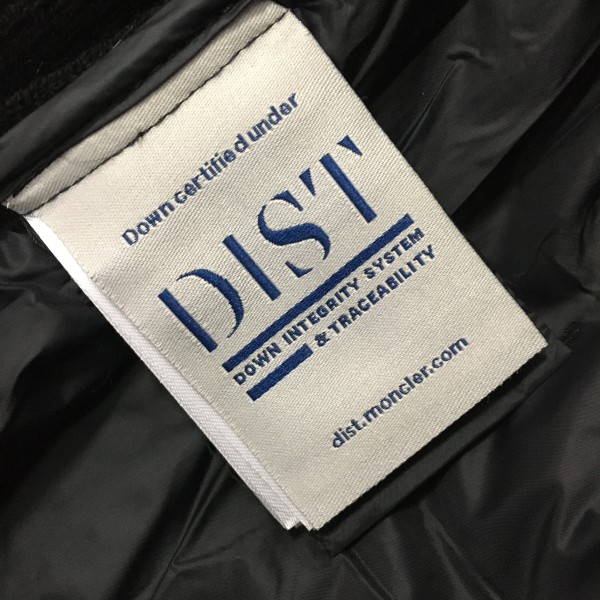 Down certified under
DIST
DOWN INTEGRITY SYSTEM
& TRACEABILITY
dist.moncler.com